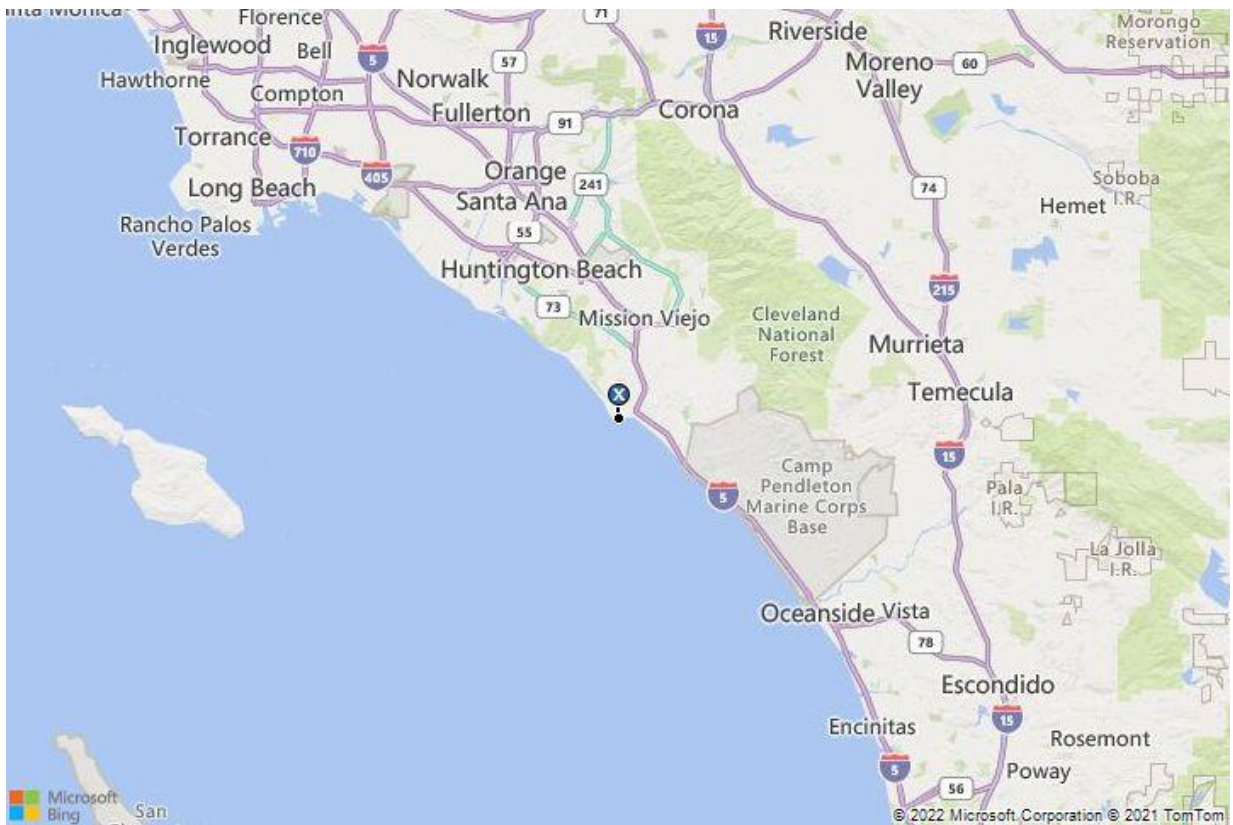 Santa Monica
Florence
Inglewood
Bell
5
57
71
15
Riverside
Morongo
Reservation
Hawthorne
Norwalk
Moreno
Valley
60
Compton
Fullerton
91
Corona
Torrance
710
405
Orange
241
74
Soboba
I.R.
Long Beach
Santa Ana
Hemet
Rancho Palos
Verdes
55
Huntington Beach
215
73
Mission Viejo
Cleveland
National
Forest
Murrieta
X
Temecula
15
Camp
Pendleton
Marine Corps
Base
5
Pala
I.R.
La Jolla
I.R.
Oceanside
Vista
78
Escondido
15
Encinitas
Rosemont
5
Poway
56
Microsoft
Bing
San
© 2022 Microsoft Corporation © 2021 TomTom